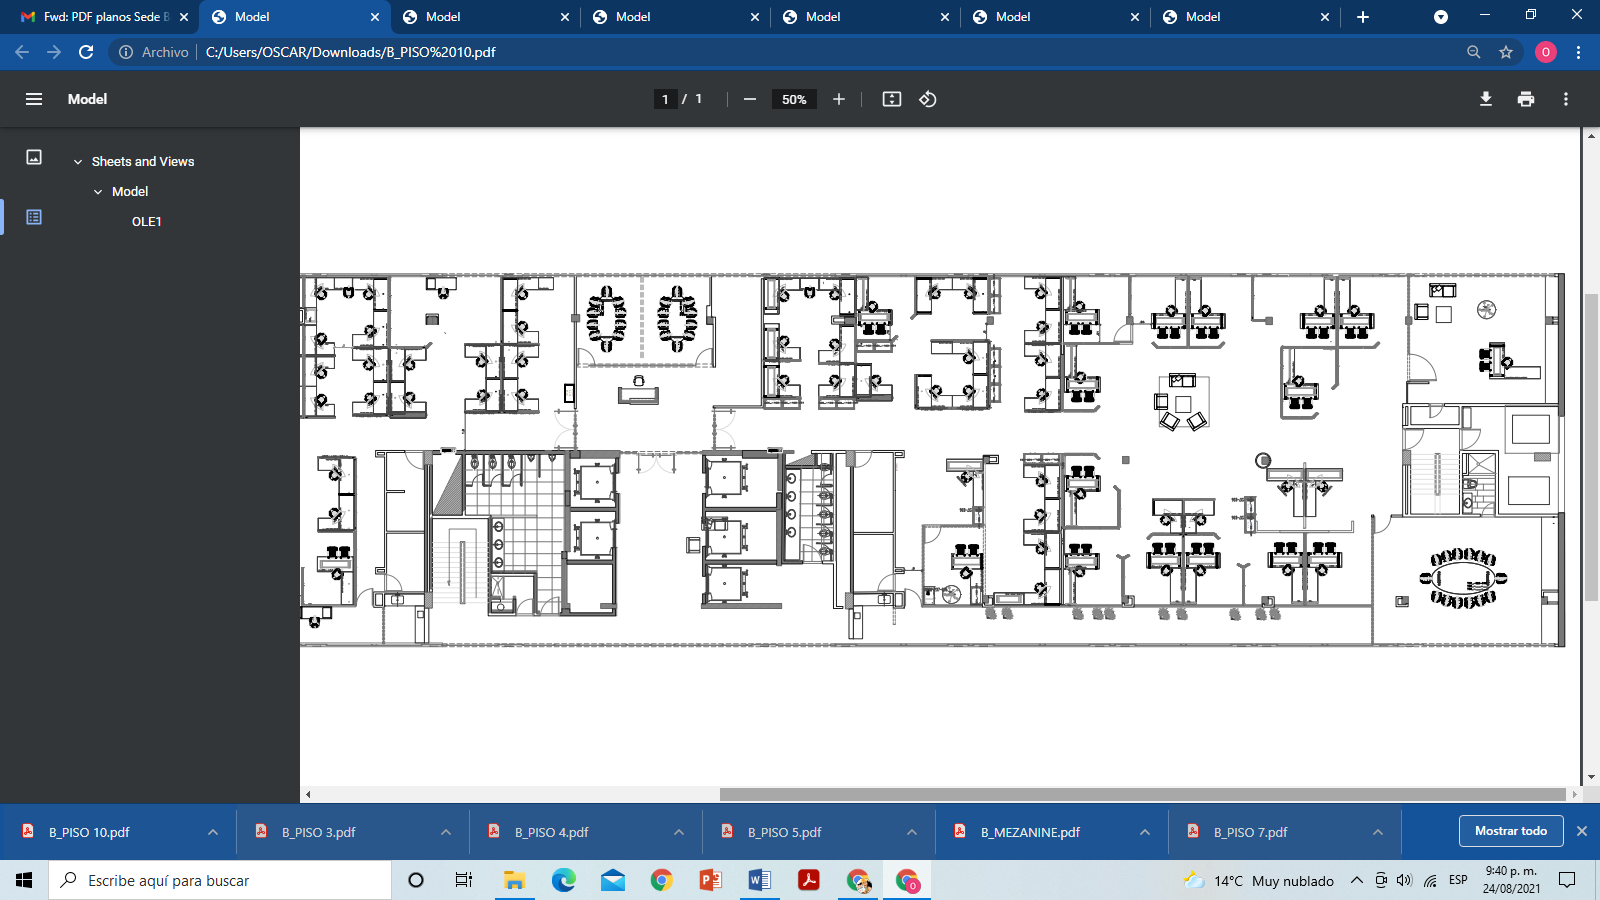 Fwd: PDF planos Sede B
Model
Model
Model
Model
Model
Model
Archivo
C:/Users/OSCAR/Downloads/B_PISO%2010.pdf
O
Model
1 / 1
50%
Sheets and Views
Model
OLE1
B_PISO 10.pdf
B_PISO 3.pdf
B_PISO 4.pdf
B_PISO 5.pdf
B_MEZANINE.pdf
B_PISO 7.pdf
Mostrar todo
Escribe aquí para buscar
14°C Muy nublado
ESP
9:40 p. m.
24/08/2021